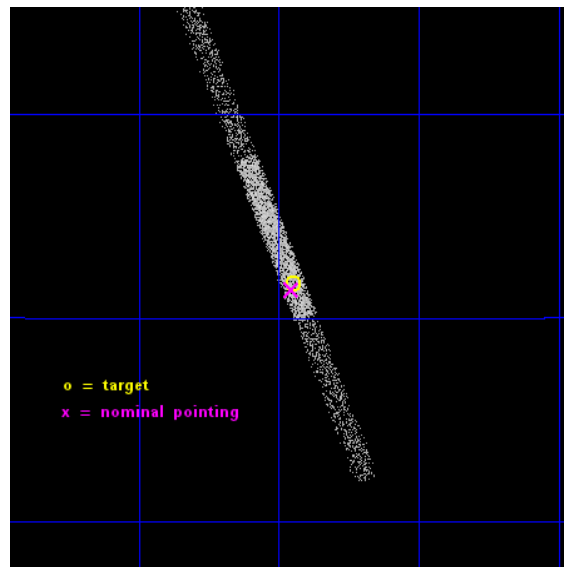 o = target
x = nominal pointing